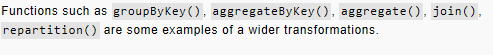 Functions such as groupByKey(), aggregateByKey(), aggregate(), join(),
repartition() are some examples of a wider transformations.